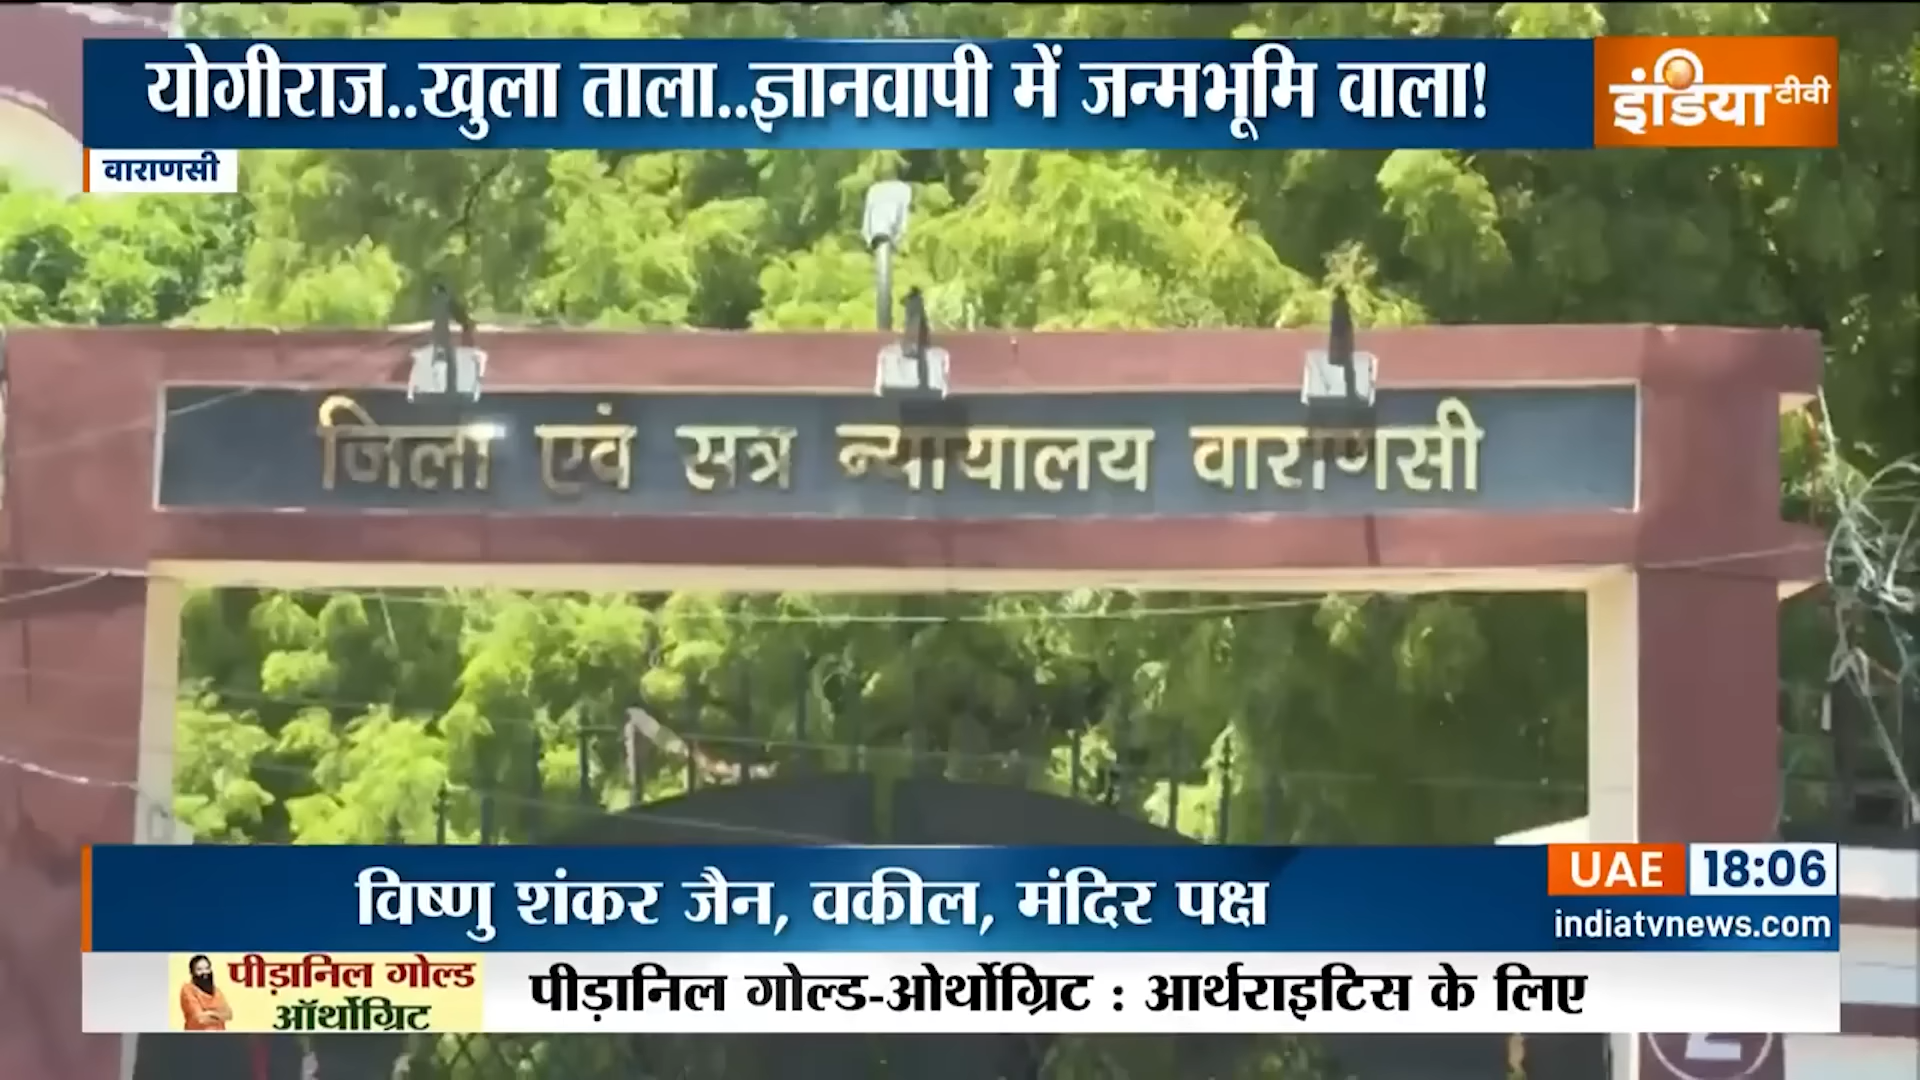 योगीराज..खुला ताला..ज्ञानवापी में जन्मभूमि वाला!
इंडिया टीवी
वाराणसी
जिला एवं सत्र न्यायालय वाराणसी
विष्णु शंकर जैन, वकील, मंदिर पक्ष
UAE 18:06
indiatvnews.com
पीड़ानिल गोल्ड
ऑर्थोग्रिट
पीड़ानिल गोल्ड-ओर्थोग्रिट : आर्थराइटिस के लिए
2